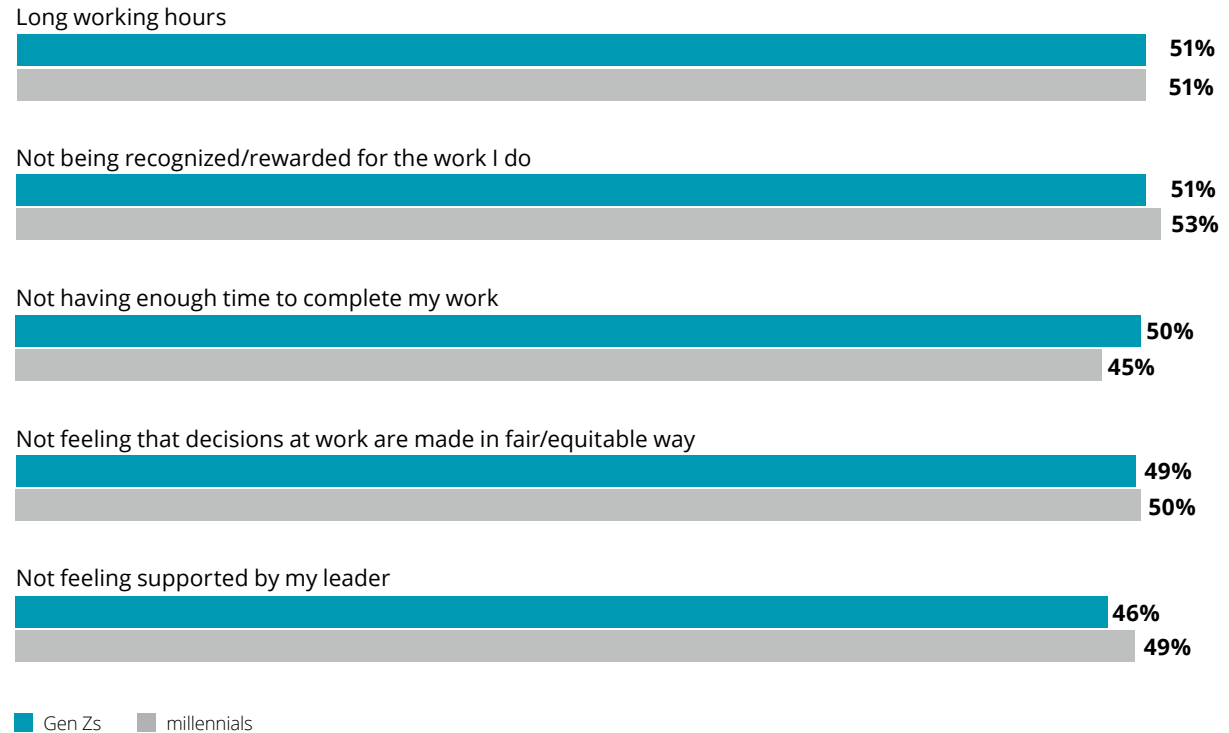 Long working hours
51%
51%
Not being recognized/rewarded for the work I do
51%
53%
Not having enough time to complete my work
50%
45%
Not feeling that decisions at work are made in fair/equitable way
49%
50%
Not feeling supported by my leader
46%
49%
Gen Zs millennials